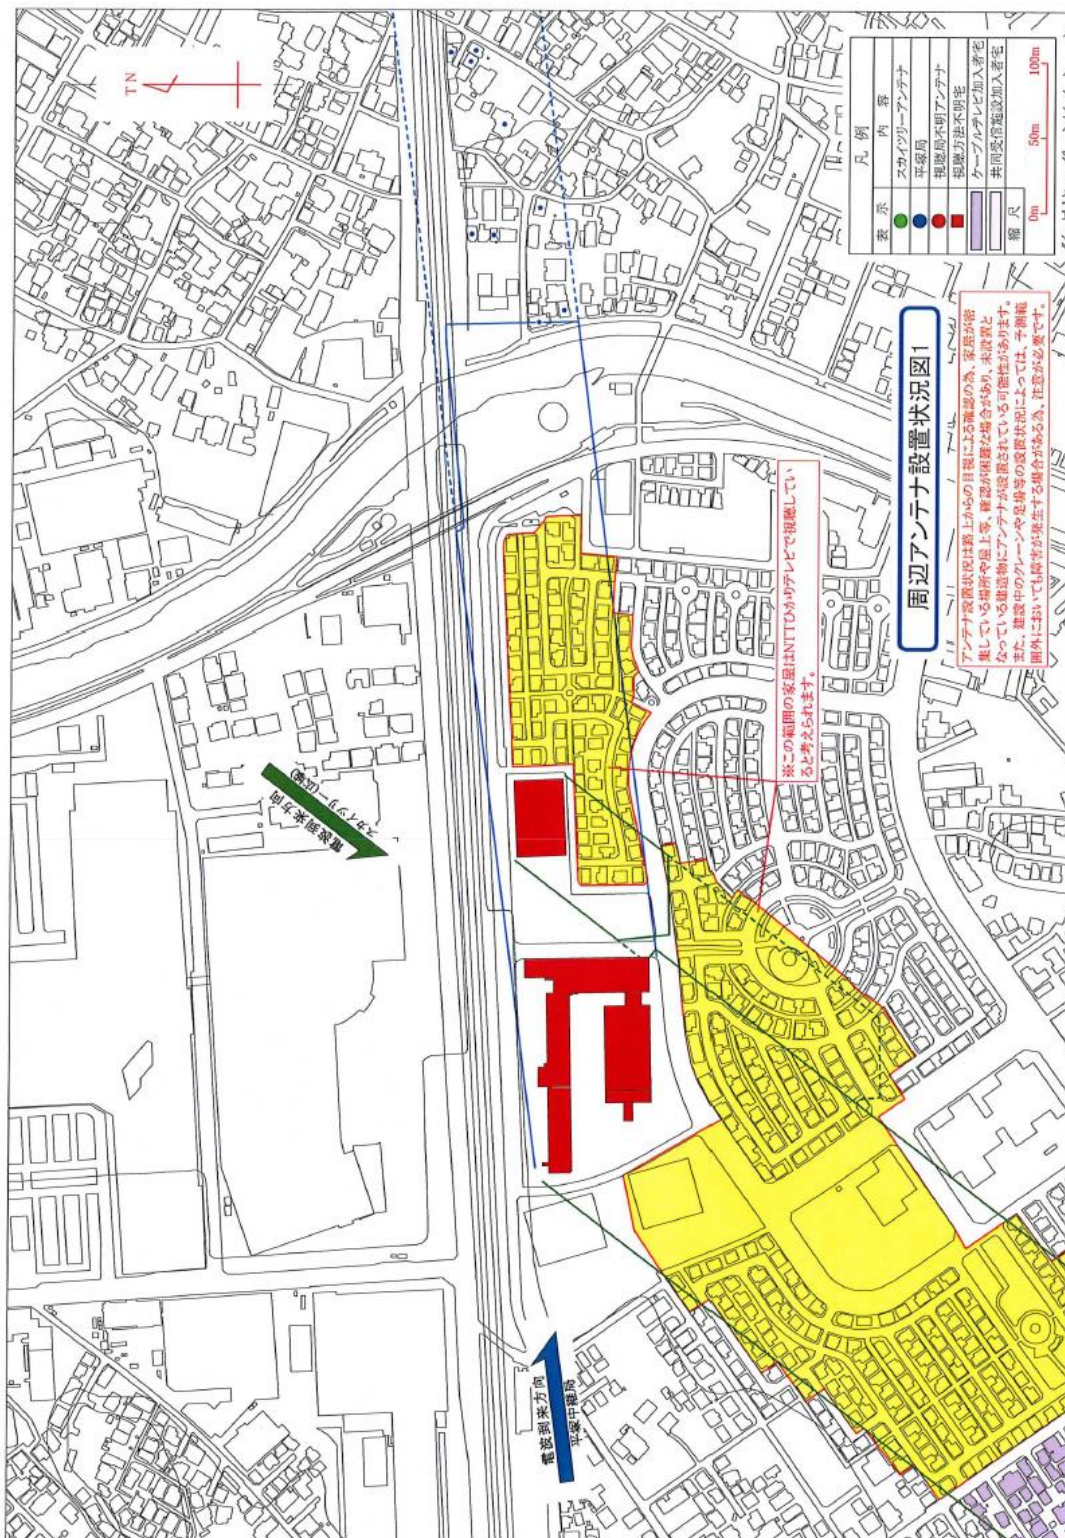 周辺アンテナ設置状況図1
アンテナ設置状況は路上からの目視による確認の為、家屋が密
集している場所や屋上等、確認が困難な場合があり、未設置と
なっている建造物にアンテナが設置されている可能性があります。
また、建設中のクレーンや足場等の設置状況によっては、予測範
囲外においても障害が発生する場合がある為、注意が必要です。
※この範囲の家屋はNTTひかりテレビで視聴してい
ると考えられます。
電波到来方向
スカイツリー(広域)
電波到来方向
平塚中継局
TN
凡例
表 示 内 容
スカイツリーアンテナ
平塚局
視聴局不明アンテナ
視聴方法不明宅
ケーブルテレビ加入者宅
共同受信施設加入者宅
縮 尺
0m 50m 100m